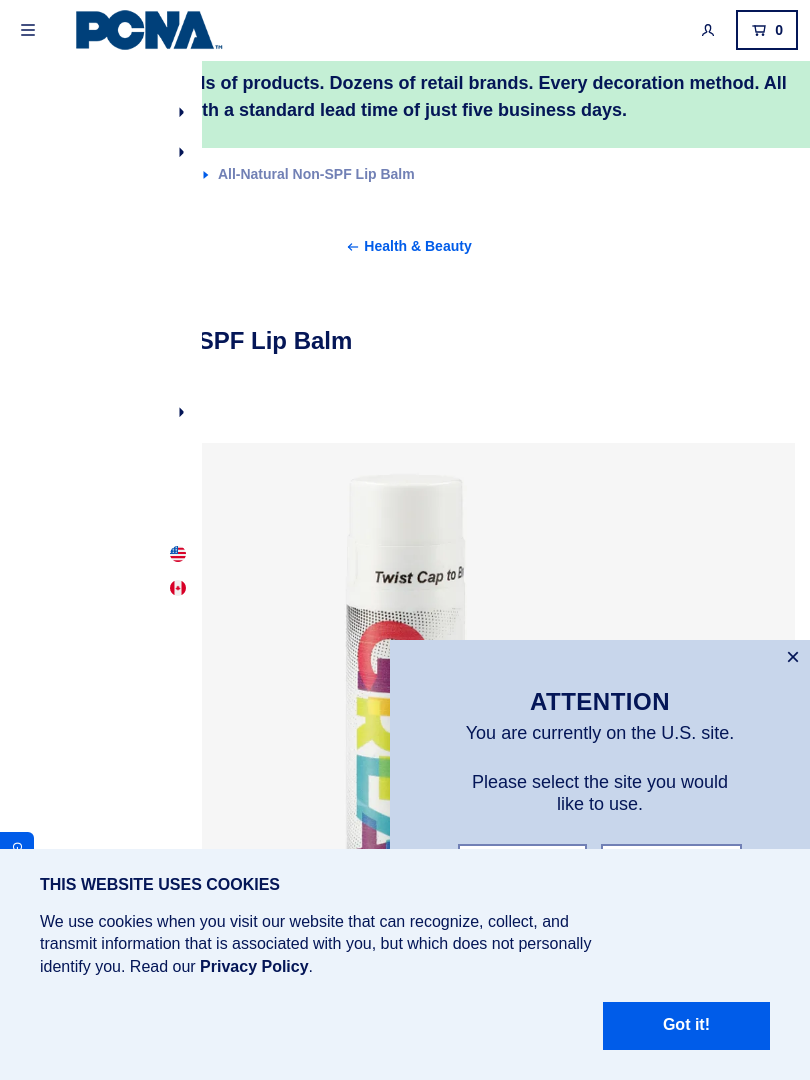 PCNA™
0
ls of products. Dozens of retail brands. Every decoration method. All
th a standard lead time of just five business days.
All-Natural Non-SPF Lip Balm
Health & Beauty
SPF Lip Balm
Twist Cap to
ATTENTION
You are currently on the U.S. site.
Please select the site you would
like to use.
THIS WEBSITE USES COOKIES
We use cookies when you visit our website that can recognize, collect, and
transmit information that is associated with you, but which does not personally
identify you. Read our Privacy Policy.
Got it!